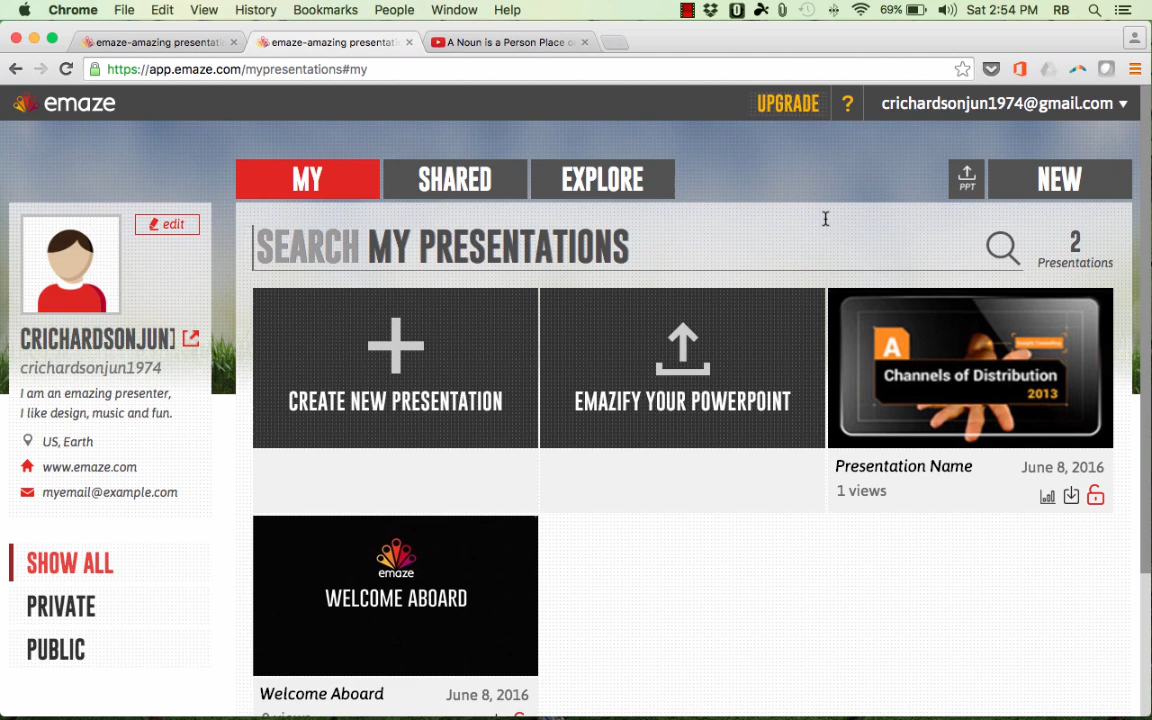 Chrome File Edit View History Bookmarks People Window Help 69% Sat 2:54 PM RB
emaze-amazing presentati emaze-amazing presentati A Noun is a Person Place o
https://app.emaze.com/mypresentations#my
emaze UPGRADE ? crichardsonjun1974@gmail.com
MY SHARED EXPLORE PPT NEW
edit
SEARCH MY PRESENTATIONS 2
Presentations
CRICHARDSONJUN1
crichardsonjun1974
I am an emazing presenter,
I like design, music and fun.
US, Earth
www.emaze.com
myemail@example.com
SHOW ALL
PRIVATE
PUBLIC
CREATE NEW PRESENTATION
EMAZIFY YOUR POWERPOINT
A
Channels of Distribution
2013
Presentation Name June 8, 2016
1 views
emaze
WELCOME ABOARD
Welcome Aboard June 8, 2016